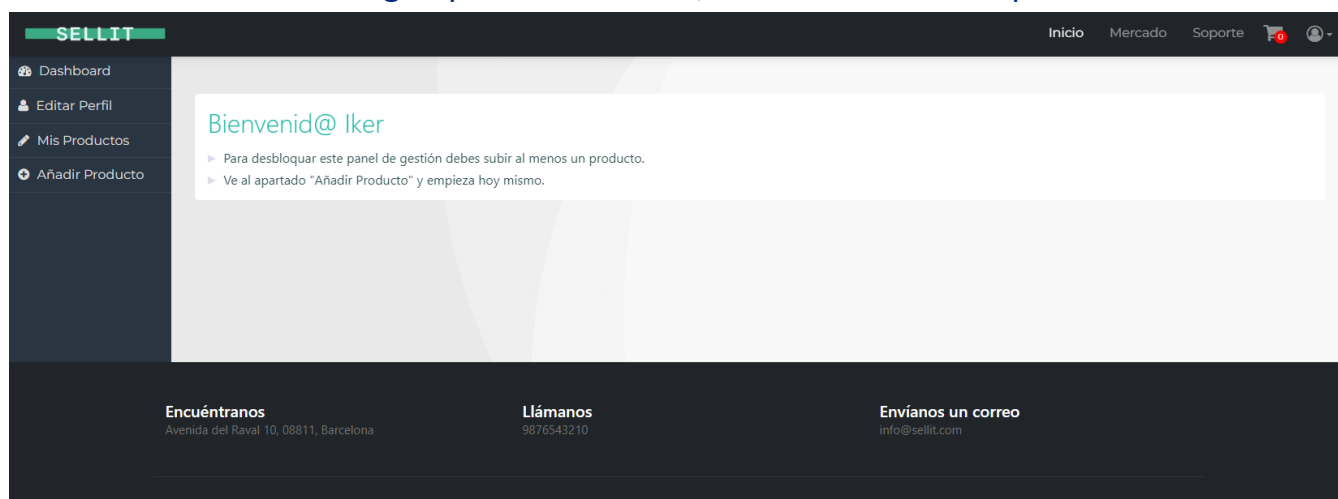 SELLIT
Inicio Mercado Soporte 0
Dashboard
Editar Perfil
Mis Productos
Añadir Producto
Bienvenid@ Iker
Para desbloquar este panel de gestión debes subir al menos un producto.
Ve al apartado "Añadir Producto" y empieza hoy mismo.
Encuéntranos
Avenida del Raval 10, 08811, Barcelona
Llámanos
9876543210
Envíanos un correo
info@sellit.com